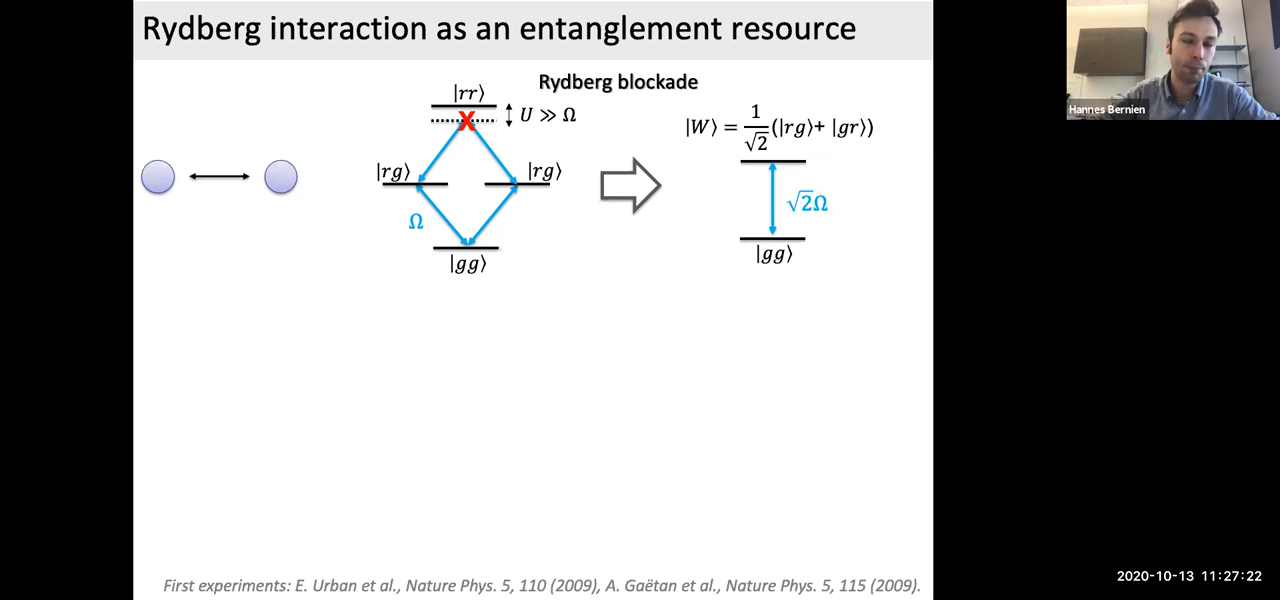 Rydberg interaction as an entanglement resource
Rydberg blockade
|rr⟩
U ≫ Ω
X
|rg⟩
|rg⟩
Ω
|gg⟩
|W⟩ = 1/√2 (|rg⟩+ |gr⟩)
√2Ω
|gg⟩
First experiments: E. Urban et al., Nature Phys. 5, 110 (2009), A. Gaëtan et al., Nature Phys. 5, 115 (2009).
Hannes Bernien
2020-10-13 11:27:22